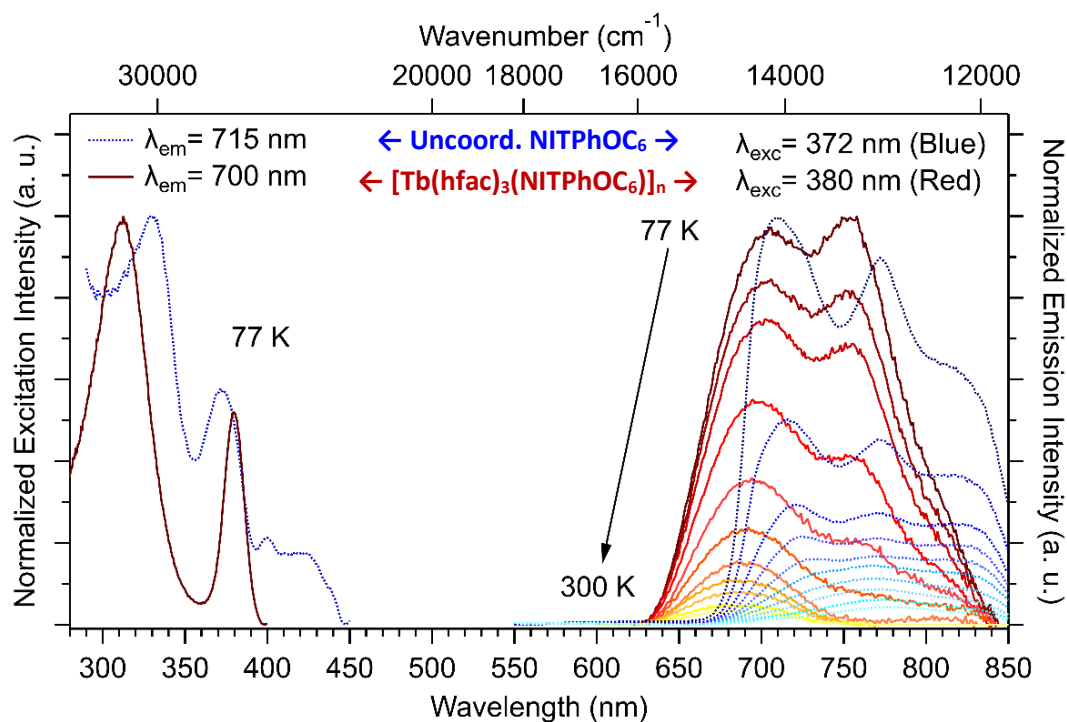 Wavenumber (cm⁻¹)
30000 20000 18000 16000 14000 12000
λem= 715 nm ← Uncoord. NITPhOC₆ → λexc= 372 nm (Blue)
λem= 700 nm ← [Tb(hfac)₃(NITPhOC₆)]n → λexc= 380 nm (Red)
77 K
77 K
300 K
Normalized Excitation Intensity (a. u.)
Normalized Emission Intensity (a. u.)
300 350 400 450 500 550 600 650 700 750 800 850
Wavelength (nm)